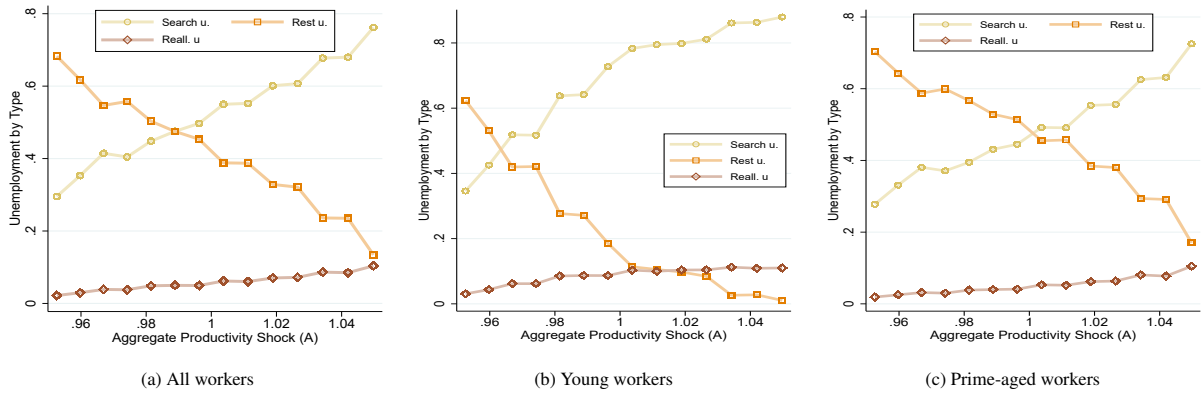 Search u.
Rest u.
Reall. u
Unemployment by Type
.8
.6
.4
.2
0
.96
.98
1
1.02
1.04
Aggregate Productivity Shock (A)
(a) All workers
Search u.
Rest u.
Reall. u
Unemployment by Type
.8
.6
.4
.2
0
.96
.98
1
1.02
1.04
Aggregate Productivity Shock (A)
(b) Young workers
Search u.
Rest u.
Reall. u
Unemployment by Type
.8
.6
.4
.2
0
.96
.98
1
1.02
1.04
Aggregate Productivity Shock (A)
(c) Prime-aged workers